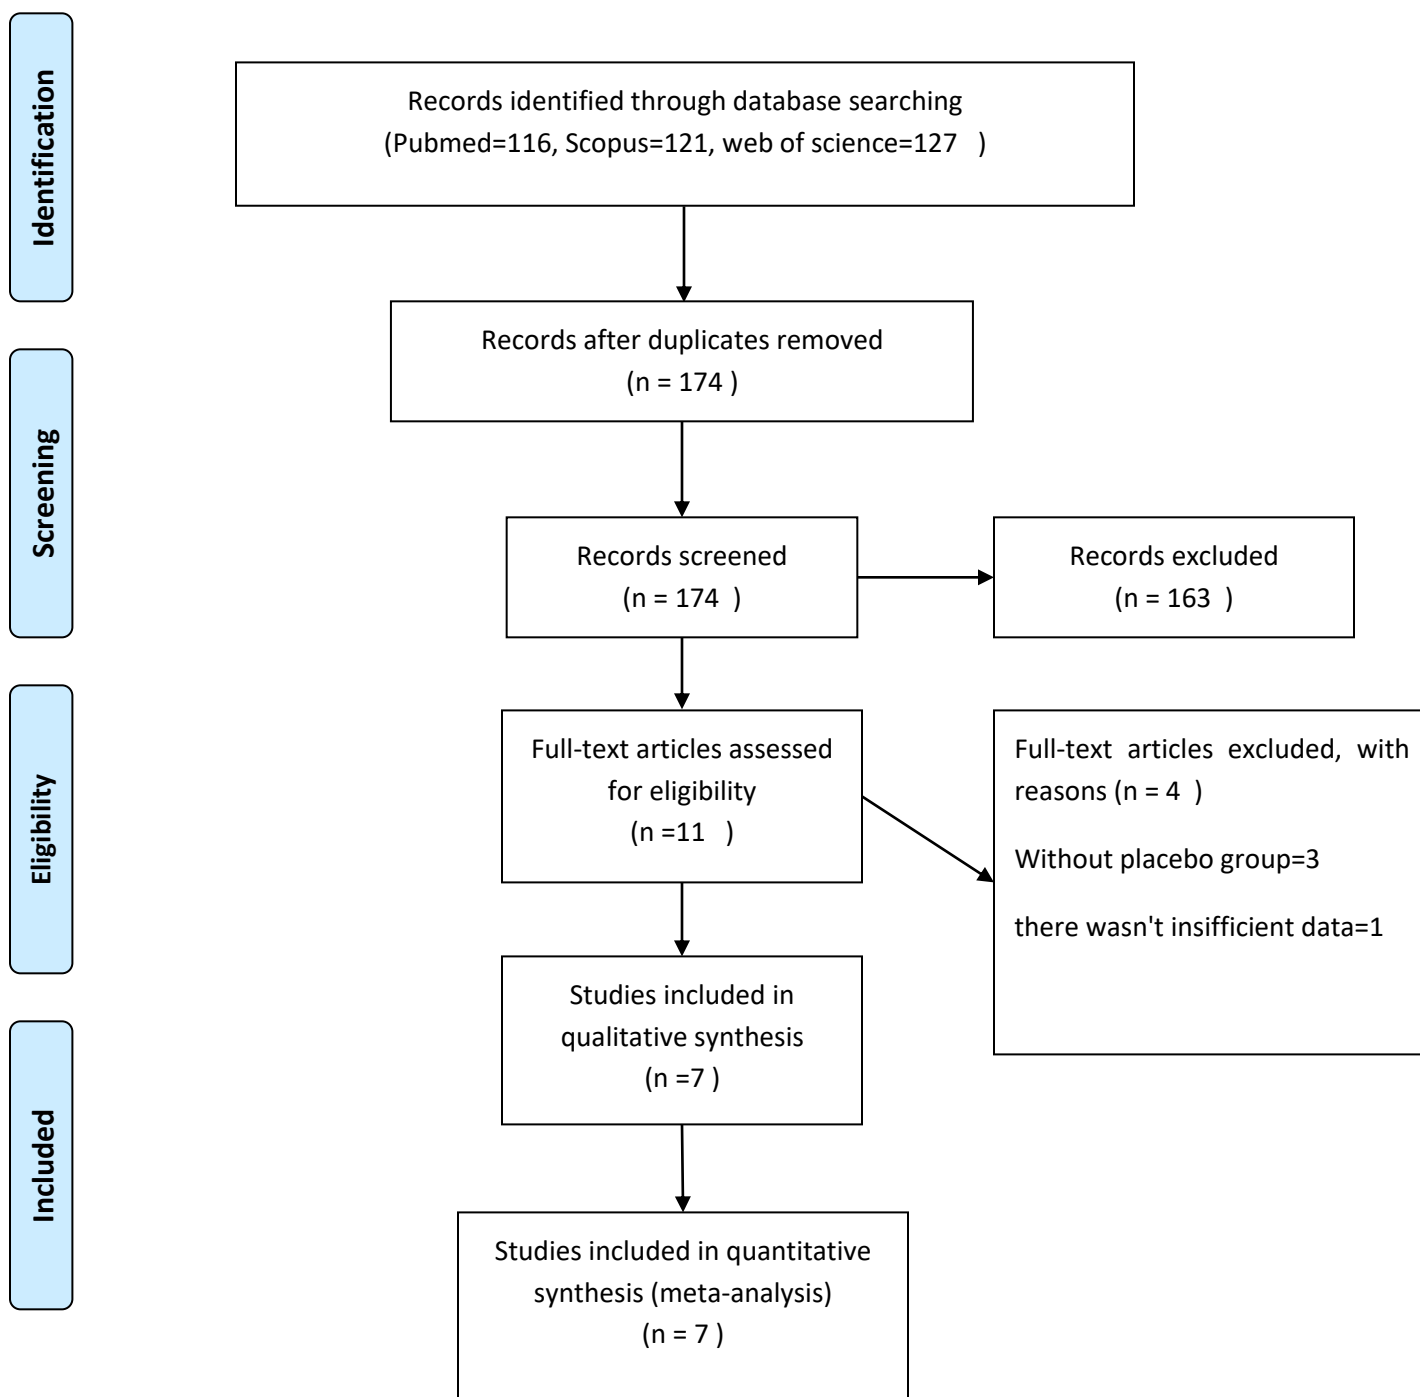 Identification
Records identified through database searching
(Pubmed=116, Scopus=121, web of science=127   )
Records after duplicates removed
(n = 174 )
Screening
Records screened
(n = 174  )
Records excluded
(n = 163  )
Eligibility
Full-text articles assessed
for eligibility
(n =11   )
Full-text articles excluded, with
reasons (n = 4  )
Without placebo group=3
there wasn't insifficient data=1
Studies included in
qualitative synthesis
(n =7 )
Included
Studies included in quantitative
synthesis (meta-analysis)
(n = 7 )